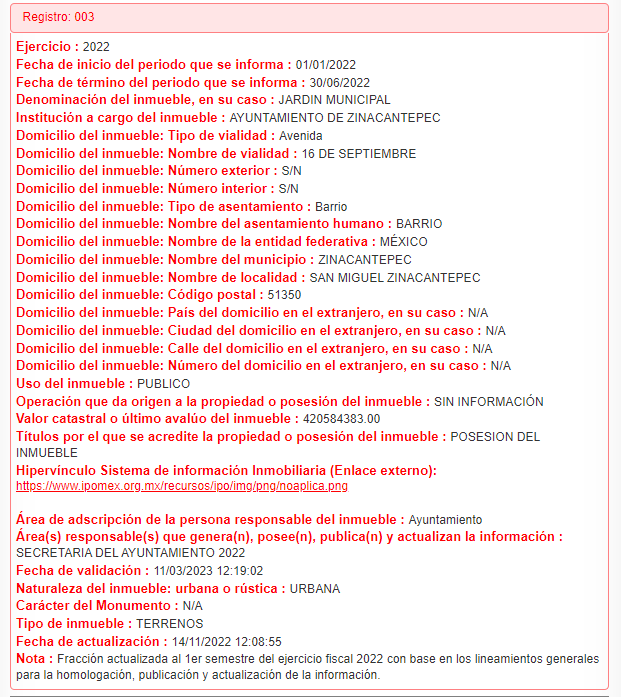 Registro: 003
Ejercicio : 2022
Fecha de inicio del periodo que se informa : 01/01/2022
Fecha de término del periodo que se informa : 30/06/2022
Denominación del inmueble, en su caso : JARDIN MUNICIPAL
Institución a cargo del inmueble : AYUNTAMIENTO DE ZINACANTEPEC
Domicilio del inmueble: Tipo de vialidad : Avenida
Domicilio del inmueble: Nombre de vialidad : 16 DE SEPTIEMBRE
Domicilio del inmueble: Número exterior : S/N
Domicilio del inmueble: Número interior : S/N
Domicilio del inmueble: Tipo de asentamiento : Barrio
Domicilio del inmueble: Nombre del asentamiento humano : BARRIO
Domicilio del inmueble: Nombre de la entidad federativa : MÉXICO
Domicilio del inmueble: Nombre del municipio : ZINACANTEPEC
Domicilio del inmueble: Nombre de localidad : SAN MIGUEL ZINACANTEPEC
Domicilio del inmueble: Código postal : 51350
Domicilio del inmueble: País del domicilio en el extranjero, en su caso : N/A
Domicilio del inmueble: Ciudad del domicilio en el extranjero, en su caso : N/A
Domicilio del inmueble: Calle del domicilio en el extranjero, en su caso : N/A
Domicilio del inmueble: Número del domicilio en el extranjero, en su caso : N/A
Uso del inmueble : PUBLICO
Operación que da origen a la propiedad o posesión del inmueble : SIN INFORMACIÓN
Valor catastral o último avalúo del inmueble : 420584383.00
Títulos por el que se acredite la propiedad o posesión del inmueble : POSESION DEL
INMUEBLE
Hipervínculo Sistema de información Inmobiliaria (Enlace externo):
https://www.ipomex.org.mx/recursos/ipo/img/png/noaplica.png
Área de adscripción de la persona responsable del inmueble : Ayuntamiento
Área(s) responsable(s) que genera(n), posee(n), publica(n) y actualizan la información :
SECRETARIA DEL AYUNTAMIENTO 2022
Fecha de validación : 11/03/2023 12:19:02
Naturaleza del inmueble: urbana o rústica : URBANA
Carácter del Monumento : N/A
Tipo de inmueble : TERRENOS
Fecha de actualización : 14/11/2022 12:08:55
Nota : Fracción actualizada al 1er semestre del ejercicio fiscal 2022 con base en los lineamientos generales
para la homologación, publicación y actualización de la información.